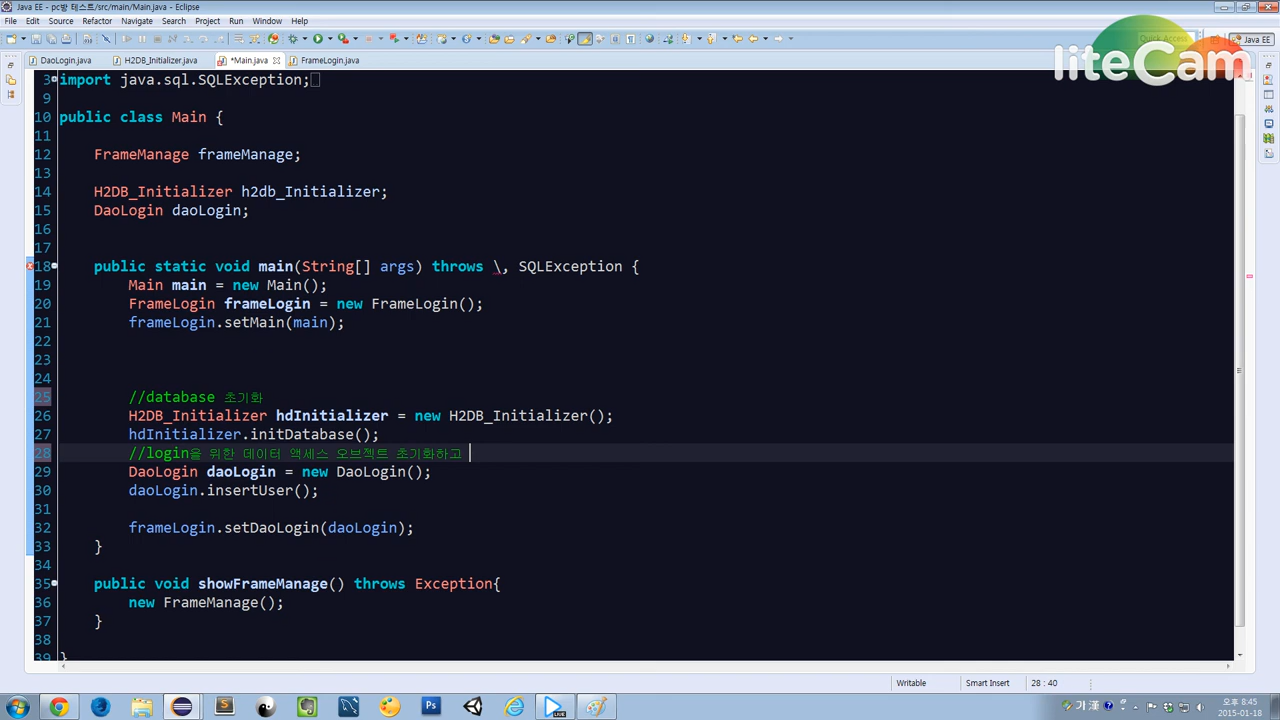 Java EE - pc방 테스트/src/main/Main.java - Eclipse
File Edit Source Refactor Navigate Search Project Run Window Help
Quick Access
Java EE
liteCam
DaoLogin.java H2DB_Initializer.java *Main.java FrameLogin.java
3 import java.sql.SQLException;
9
10 public class Main {
11
12 FrameManage frameManage;
13
14 H2DB_Initializer h2db_Initializer;
15 DaoLogin daoLogin;
16
17
18 public static void main(String[] args) throws \, SQLException {
19 Main main = new Main();
20 FrameLogin frameLogin = new FrameLogin();
21 frameLogin.setMain(main);
22
23
24
25 //database 초기화
26 H2DB_Initializer hdInitializer = new H2DB_Initializer();
27 hdInitializer.initDatabase();
28 //login을 위한 데이터 액세스 오브젝트 초기화하고
29 DaoLogin daoLogin = new DaoLogin();
30 daoLogin.insertUser();
31
32 frameLogin.setDaoLogin(daoLogin);
33 }
34
35 public void showFrameManage() throws Exception{
36 new FrameManage();
37 }
38
39 }
Writable Smart Insert 28 : 40
가 漢
오후 8:45
2015-01-18